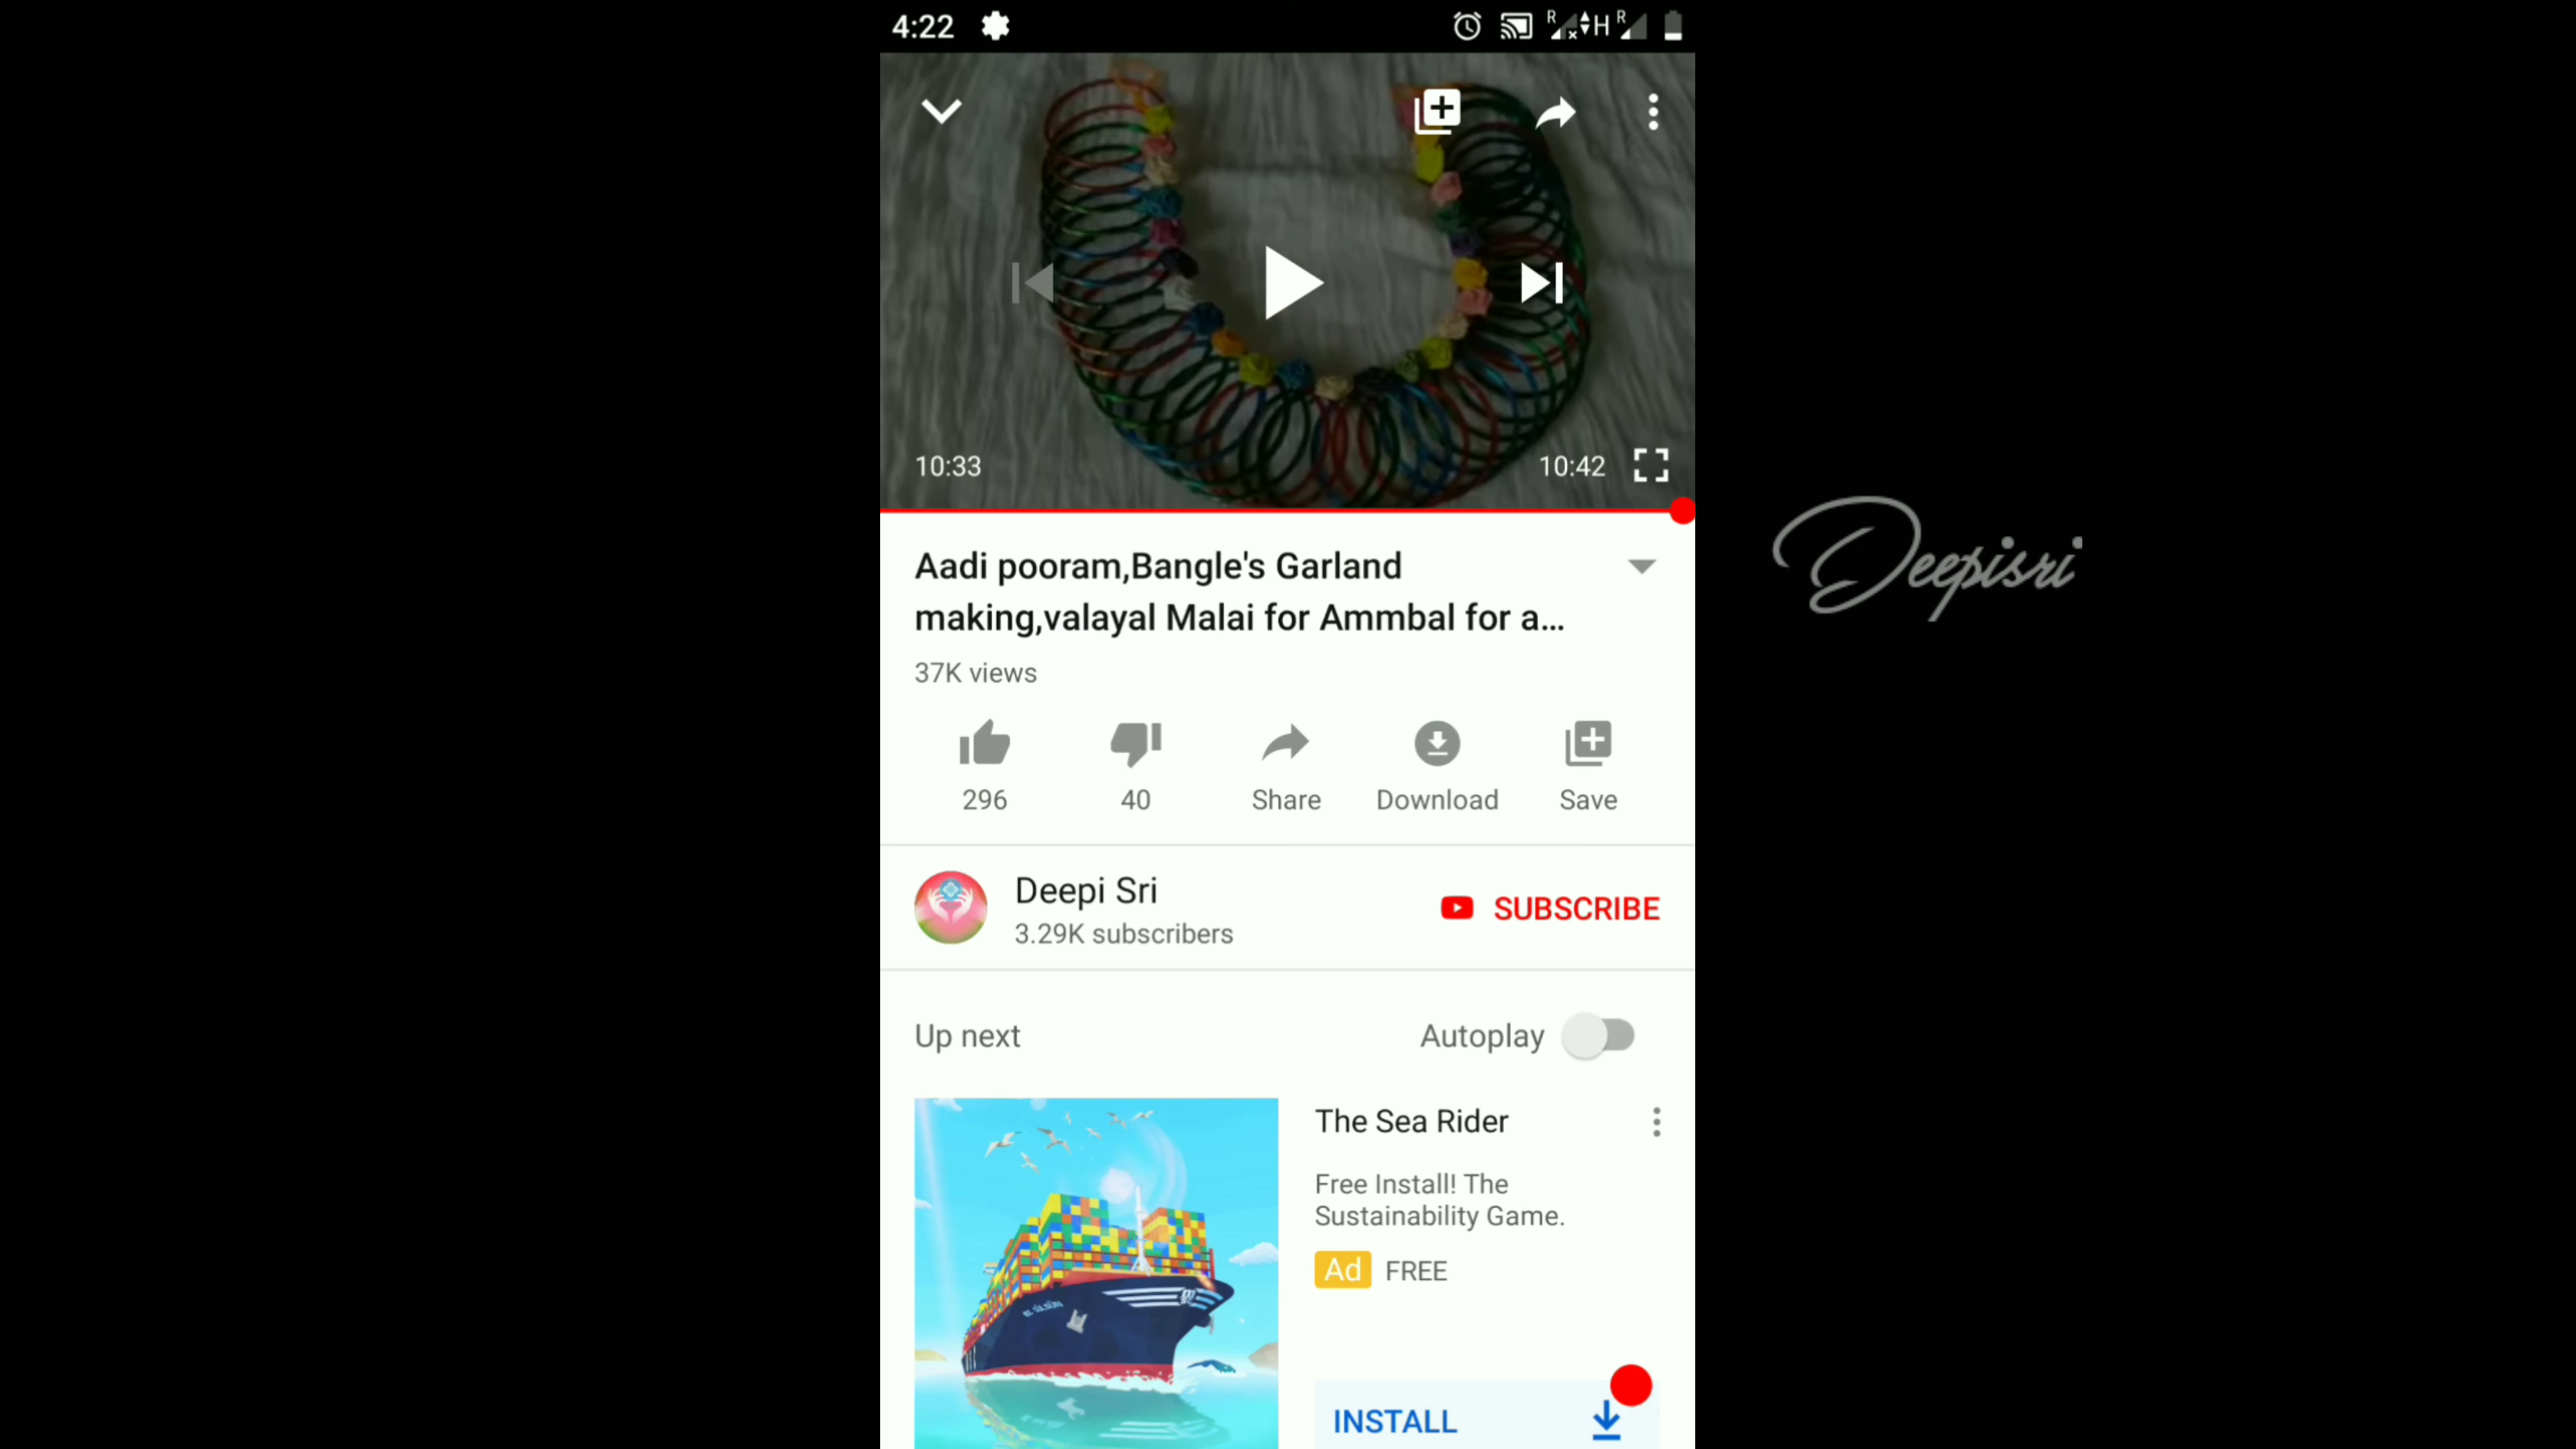 4:22
R H R
10:33
10:42
Aadi pooram,Bangle's Garland
making,valayal Malai for Ammbal for a...
37K views
296
40
Share
Download
Save
Deepi Sri
3.29K subscribers
SUBSCRIBE
Deepisri
Up next
Autoplay
The Sea Rider
Free Install! The
Sustainability Game.
Ad FREE
INSTALL